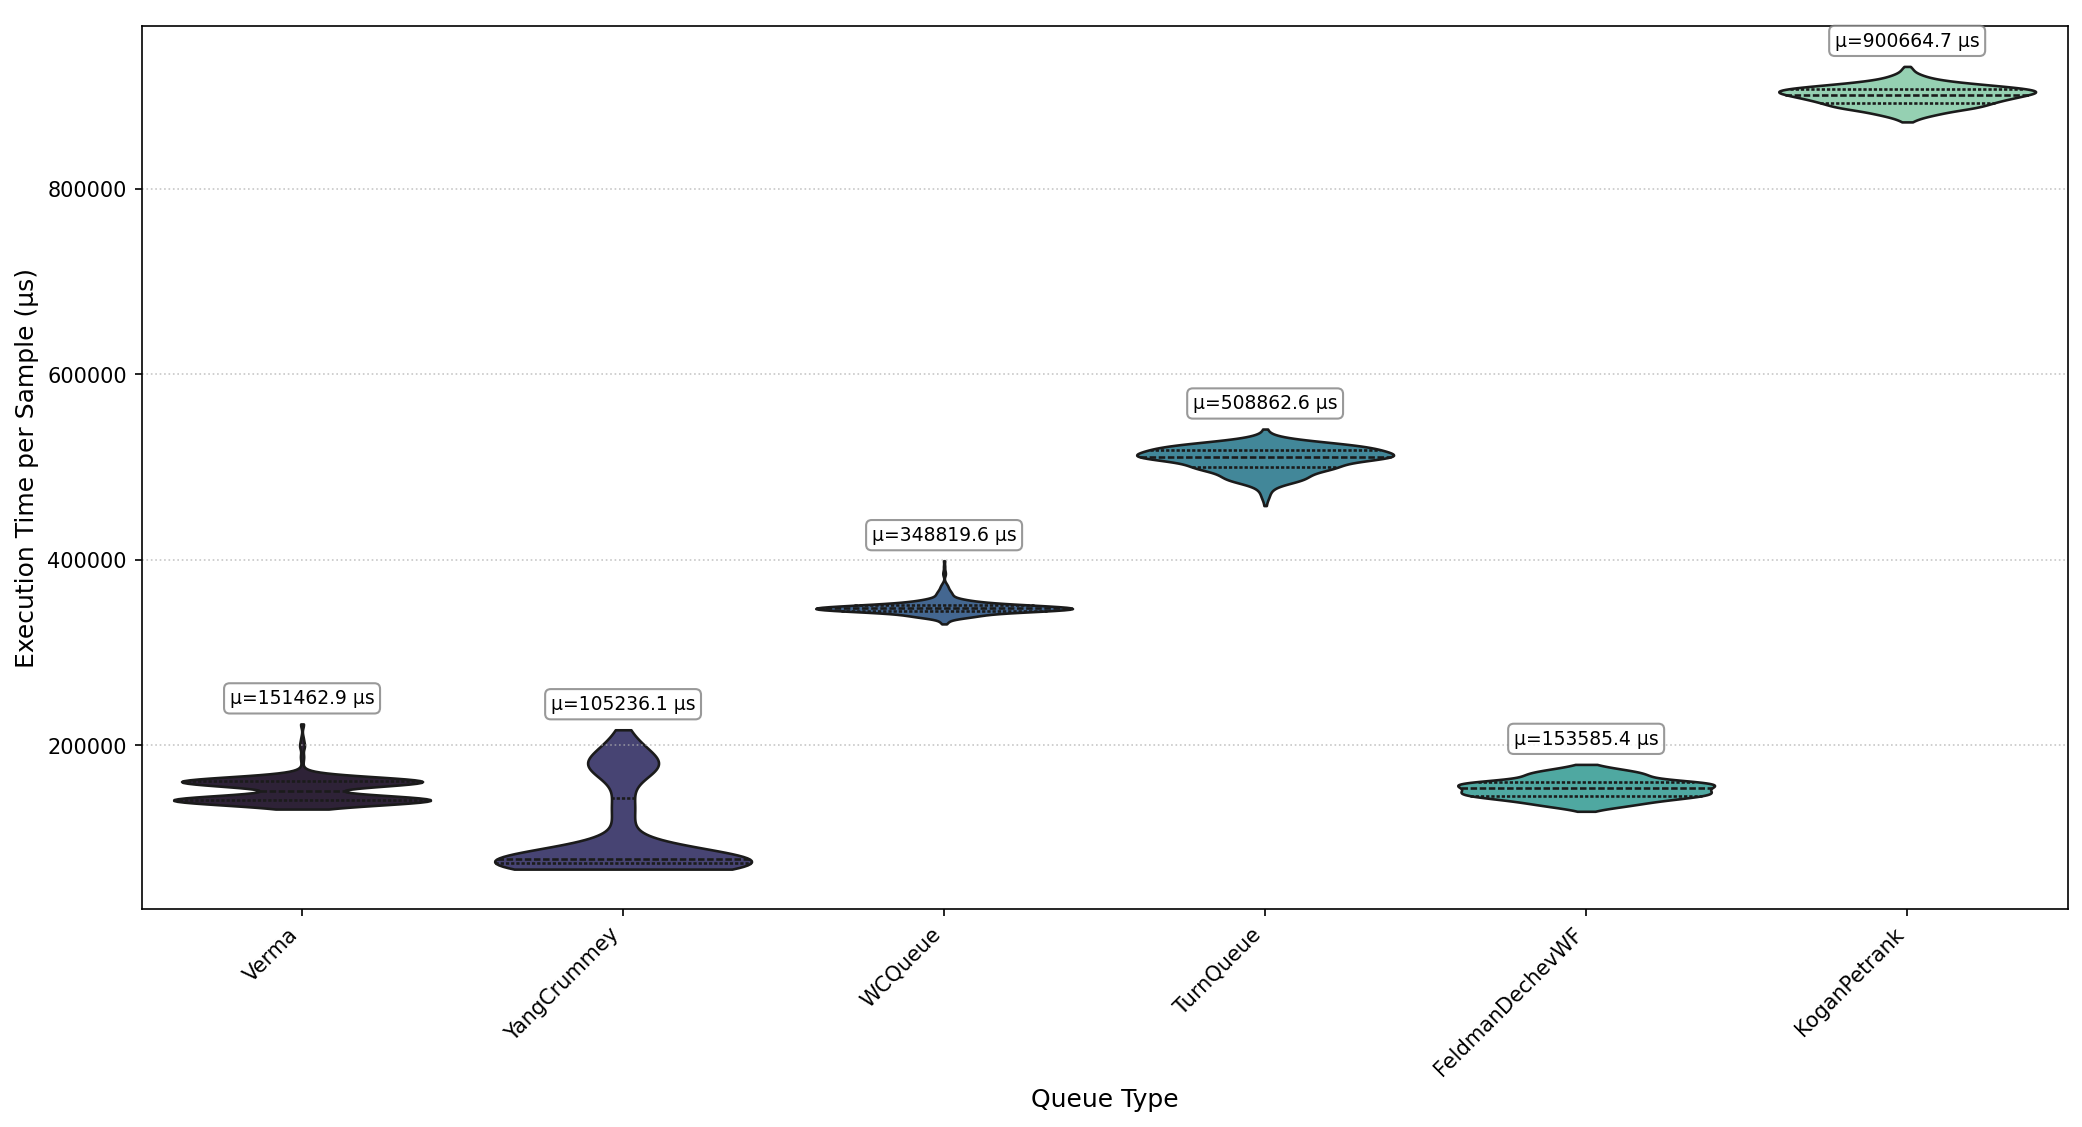 μ=900664.7 μs
800000
600000
μ=508862.6 μs
μ=348819.6 μs
400000
μ=151462.9 μs
μ=105236.1 μs
μ=153585.4 μs
200000
Execution Time per Sample (μs)
Verma
YangCrummey
WCQueue
TurnQueue
FeldmanDechevWF
KoganPetrank
Queue Type